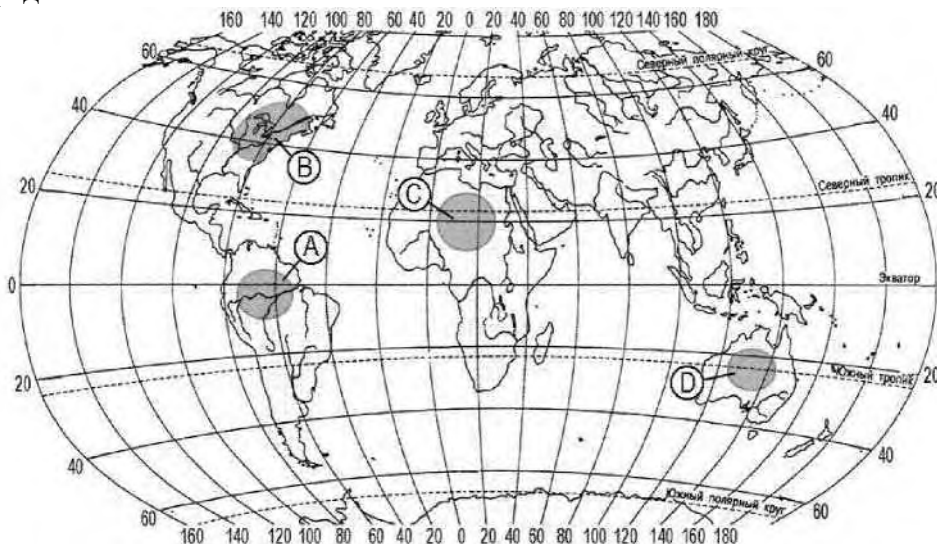 160 140 120 100 80 60 40 20 0 20 40 60 80 100 120 140 160 180
60 Северный полярный круг 60
40 40
B
C Северный тропик
20 20
A
0 Экватор 0
D Южный тропик
20 20
40 40
Южный полярный круг
60 60
160 140 120 100 80 60 40 20 0 20 40 60 80 100 120 140 160 180